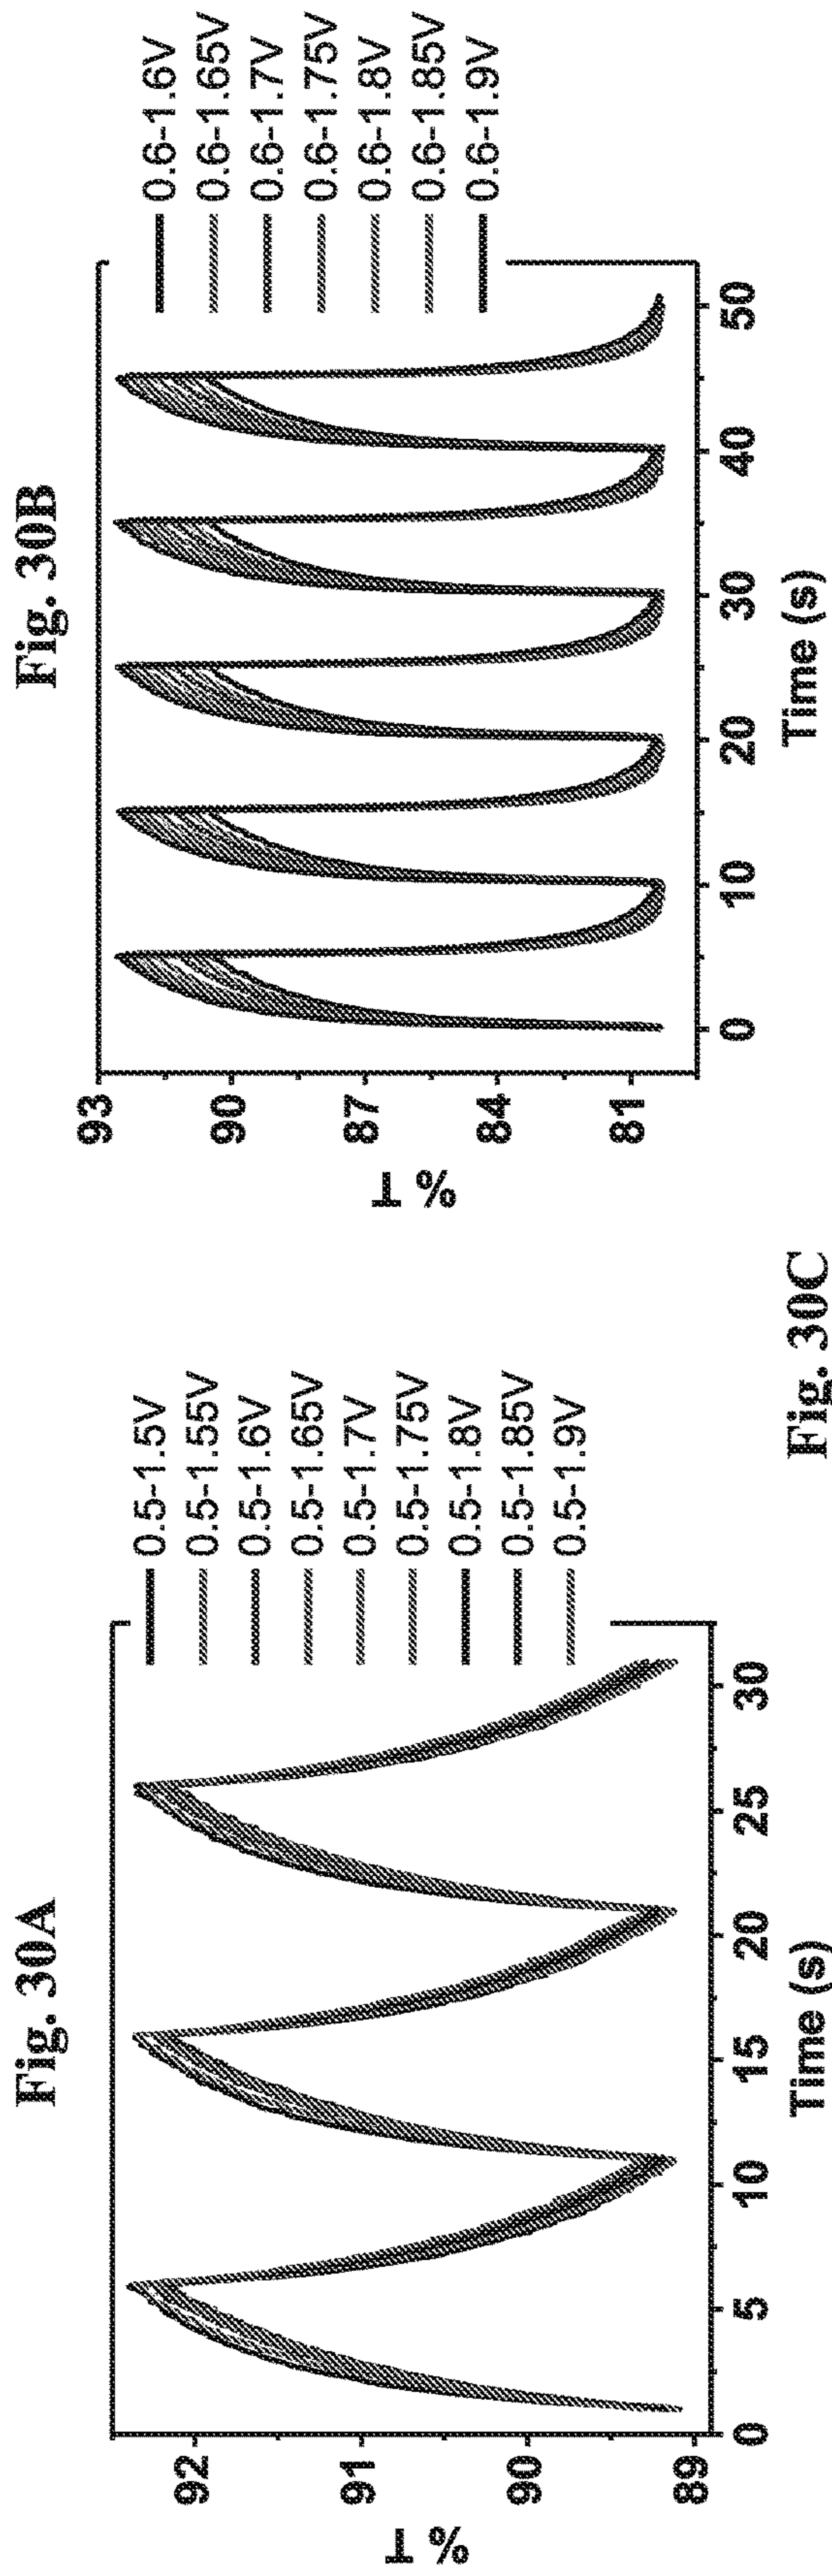 Fig. 30A
% T
92
91
90
89
0
5
10
15
20
25
30
Time (s)
0.5-1.5V
0.5-1.55V
0.5-1.6V
0.5-1.65V
0.5-1.7V
0.5-1.75V
0.5-1.8V
0.5-1.85V
0.5-1.9V
Fig. 30B
% T
93
90
87
84
81
0
10
20
30
40
50
Time (s)
0.6-1.6V
0.6-1.65V
0.6-1.7V
0.6-1.75V
0.6-1.8V
0.6-1.85V
0.6-1.9V
Fig. 30C